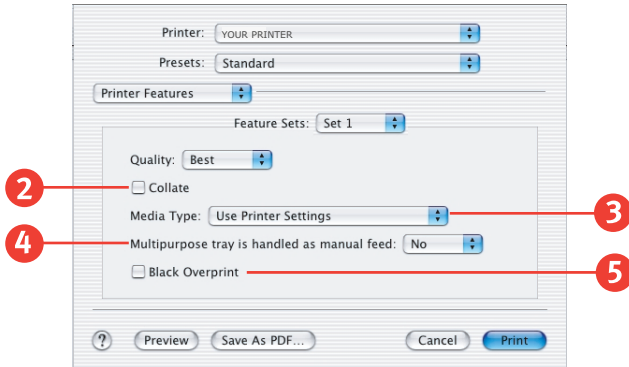 Printer: YOUR PRINTER
Presets: Standard
Printer Features
Feature Sets: Set 1
Quality: Best
2 Collate
Media Type: Use Printer Settings 3
4 Multipurpose tray is handled as manual feed: No
Black Overprint 5
? Preview Save As PDF... Cancel Print